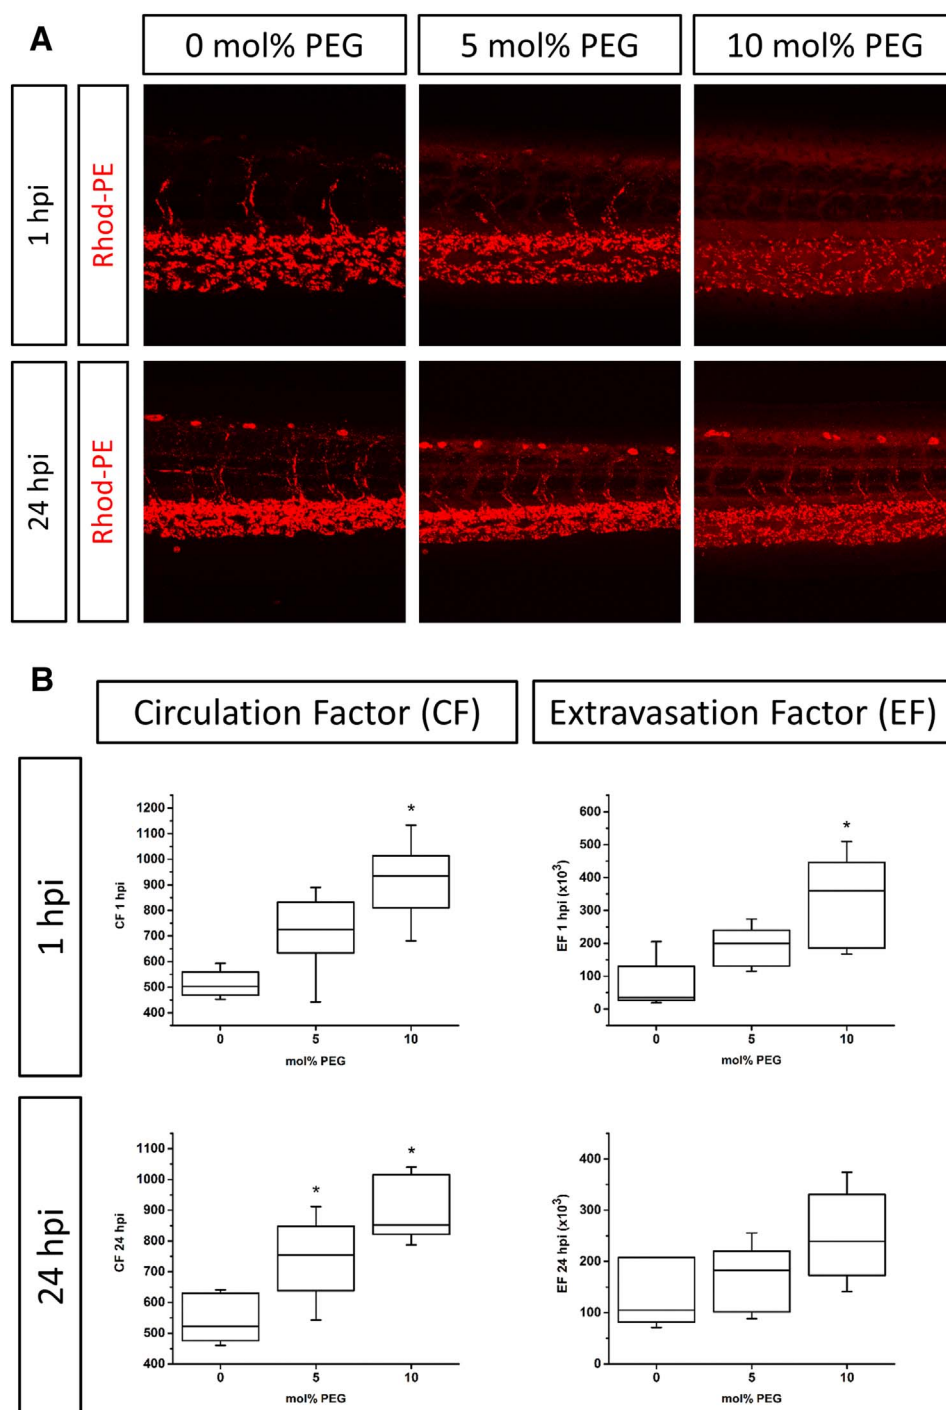 A
0 mol% PEG
5 mol% PEG
10 mol% PEG
1 hpi
Rhod-PE
24 hpi
Rhod-PE
B
Circulation Factor (CF)
Extravasation Factor (EF)
1 hpi
CF 1 hpi
1200
1100
1000
900
800
700
600
500
400
*
0
5
10
mol% PEG
EF 1 hpi (x10³)
600
500
400
300
200
100
0
*
0
5
10
mol% PEG
24 hpi
CF 24 hpi
1100
1000
900
800
700
600
500
400
*
*
0
5
10
mol% PEG
EF 24 hpi (x10³)
400
300
200
100
0
0
5
10
mol% PEG